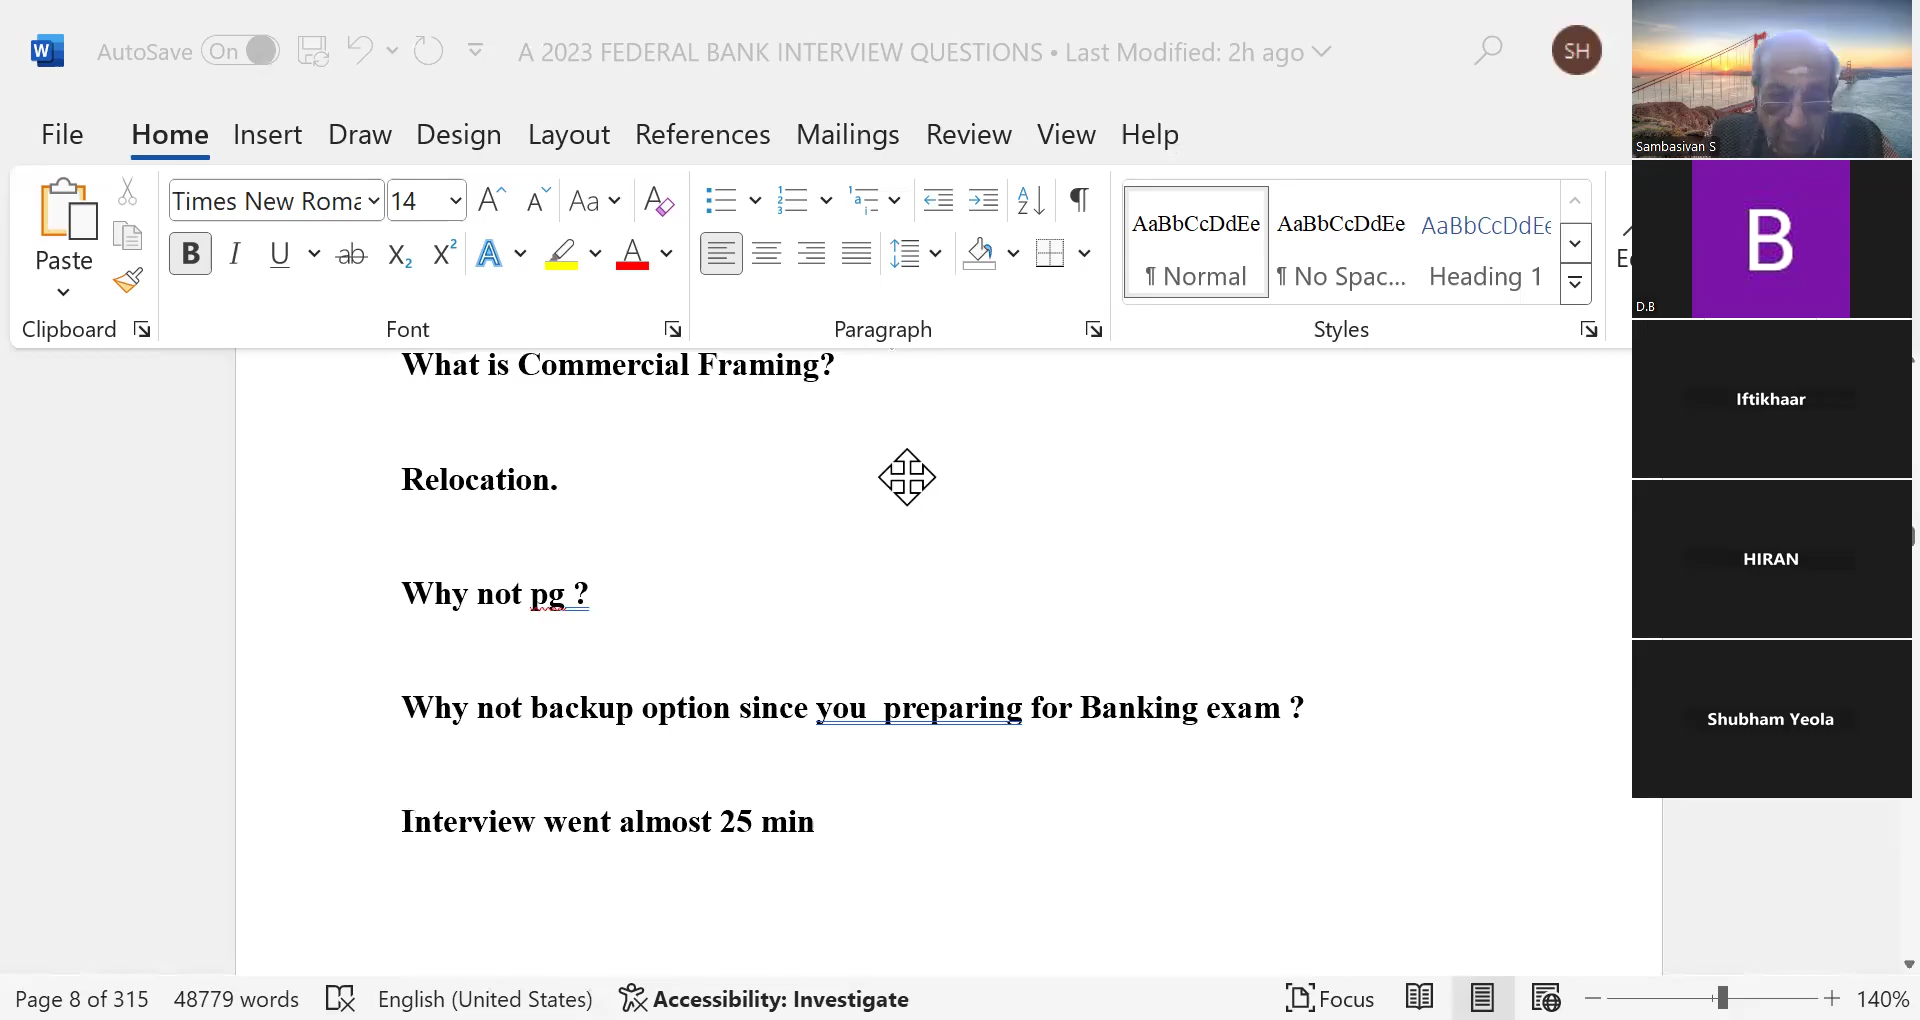 AutoSave On A 2023 FEDERAL BANK INTERVIEW QUESTIONS • Last Modified: 2h ago SH
File Home Insert Draw Design Layout References Mailings Review View Help
Times New Roma 14
Paste
Clipboard
B I U ab X₂ X² A A
Font
Paragraph
AaBbCcDdEe AaBbCcDdEe AaBbCcDdEe
¶ Normal ¶ No Spac... Heading 1
Styles
What is Commercial Framing?
Relocation.
Why not pg ?
Why not backup option since you  preparing for Banking exam ?
Interview went almost 25 min
Sambasivan S
B
D.B
Iftikhaar
HIRAN
Shubham Yeola
Page 8 of 315 48779 words English (United States) Accessibility: Investigate Focus 140%